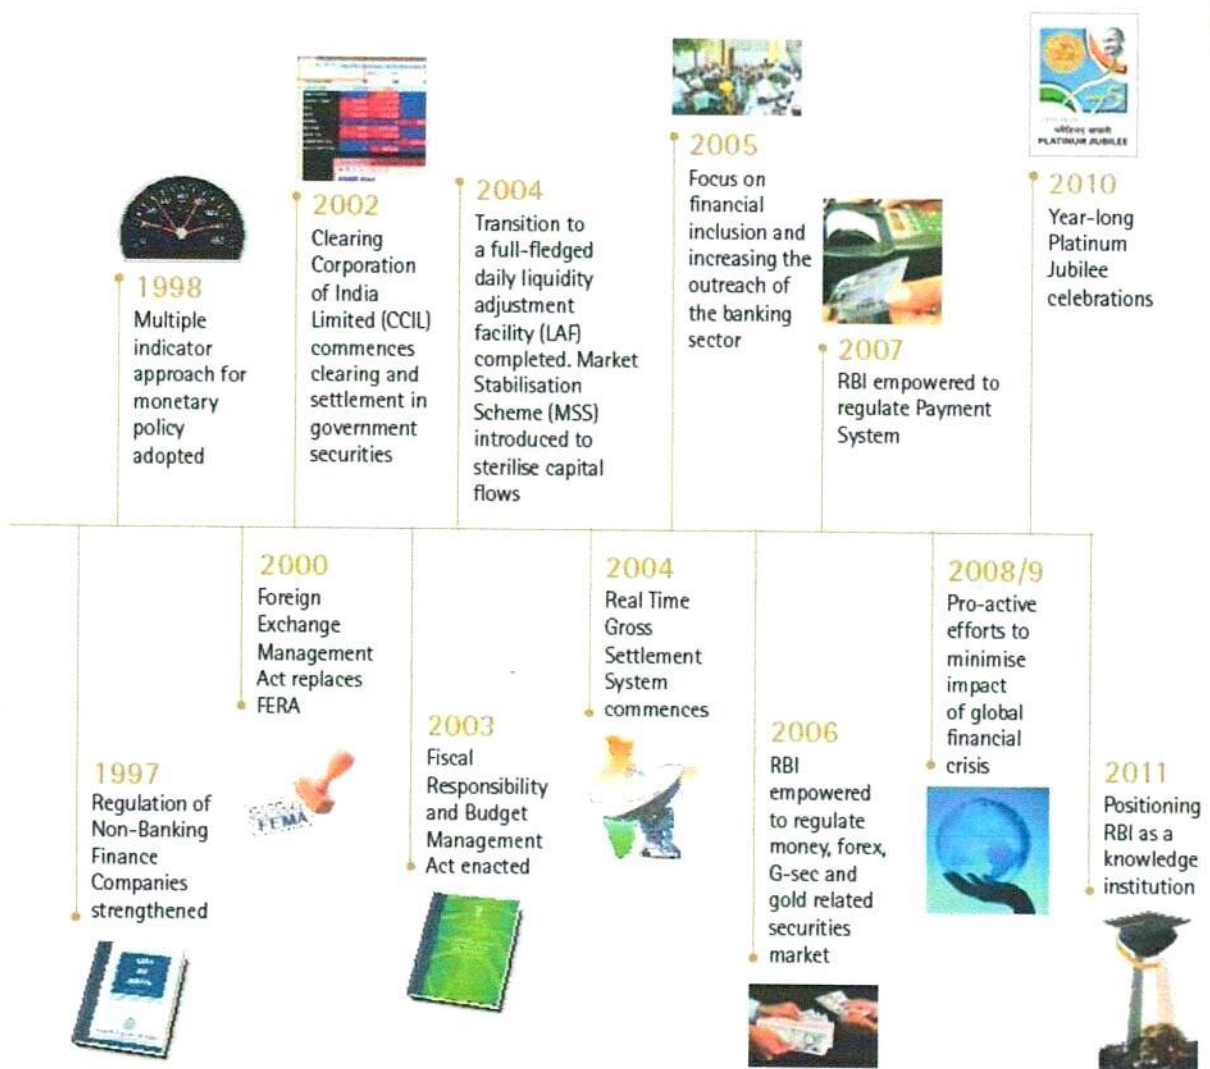 1998
Multiple
indicator
approach for
monetary
policy
adopted
2002
Clearing
Corporation
of India
Limited (CCIL)
commences
clearing and
settlement in
government
securities
2004
Transition to
a full-fledged
daily liquidity
adjustment
facility (LAF)
completed. Market
Stabilisation
Scheme (MSS)
introduced to
sterilise capital
flows
2005
Focus on
financial
inclusion and
increasing the
outreach of
the banking
sector
2007
RBI empowered to
regulate Payment
System
75
PLATINUM JUBILEE
2010
Year-long
Platinum
Jubilee
celebrations
1997
Regulation of
Non-Banking
Finance
Companies
strengthened
2000
Foreign
Exchange
Management
Act replaces
FERA
FEMA
2003
Fiscal
Responsibility
and Budget
Management
Act enacted
2004
Real Time
Gross
Settlement
System
commences
2006
RBI
empowered
to regulate
money, forex,
G-sec and
gold related
securities
market
2008/9
Pro-active
efforts to
minimise
impact
of global
financial
crisis
2011
Positioning
RBI as a
knowledge
institution